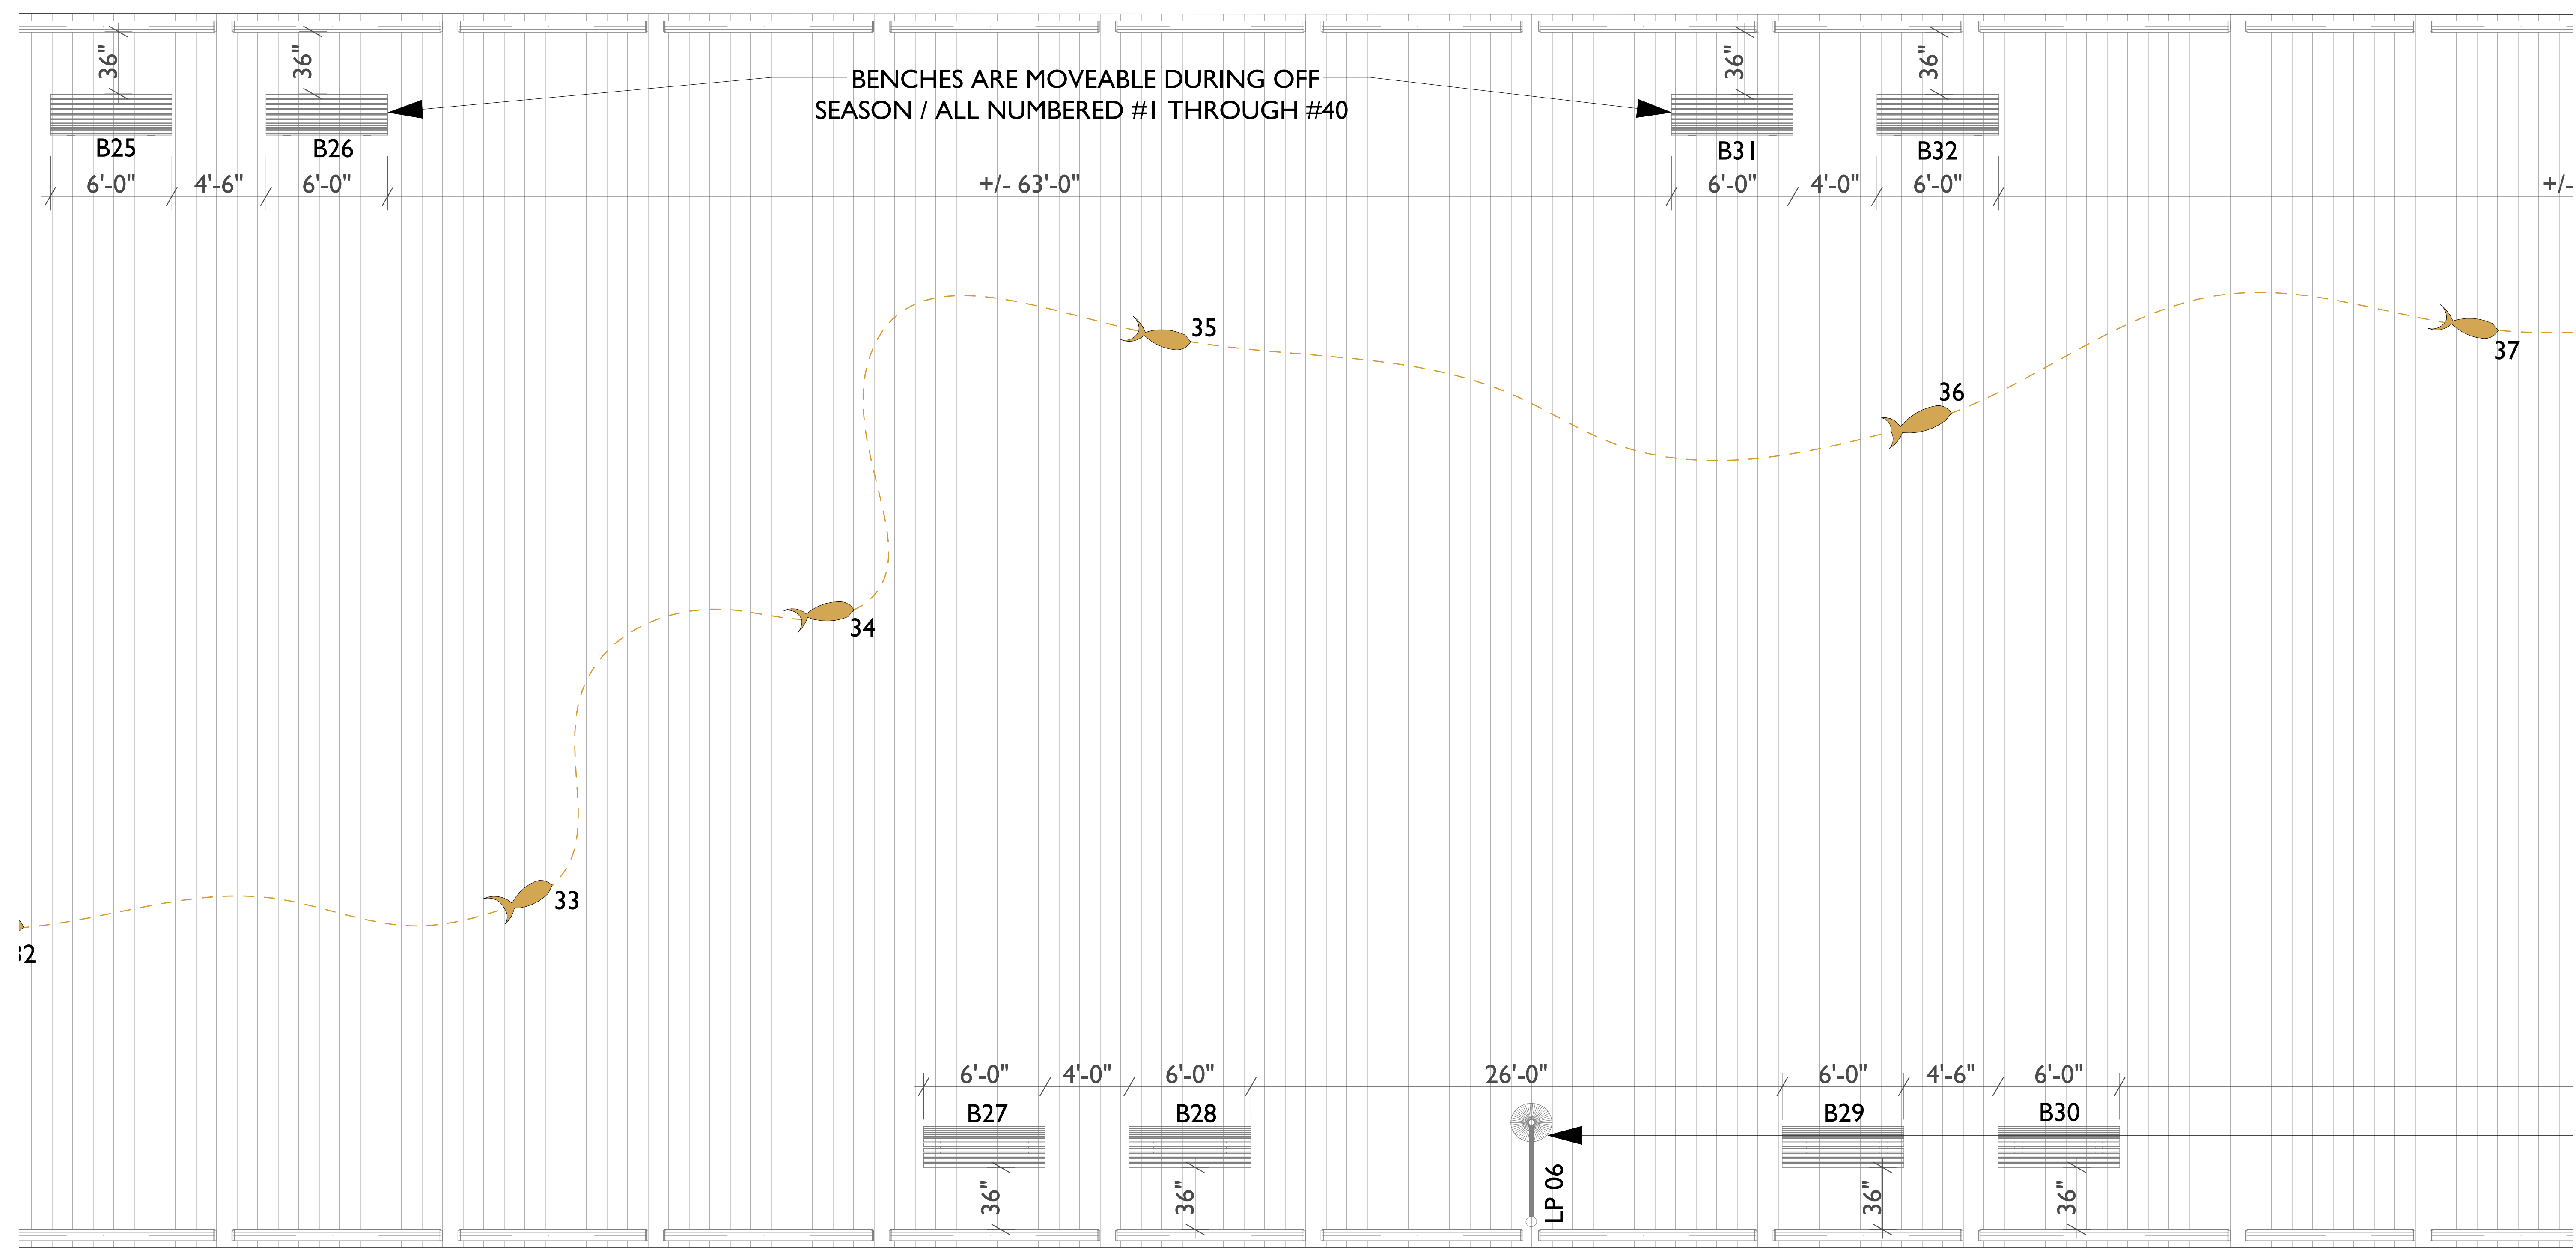 36"
36"
36"
36"
BENCHES ARE MOVEABLE DURING OFF
SEASON / ALL NUMBERED #1 THROUGH #40
B25
B26
B31
B32
6'-0"
4'-6"
6'-0"
+/- 63'-0"
6'-0"
4'-0"
6'-0"
+/-
35
37
36
34
33
32
6'-0"
4'-0"
6'-0"
26'-0"
6'-0"
4'-6"
6'-0"
B27
B28
B29
B30
LP 06
36"
36"
36"
36"